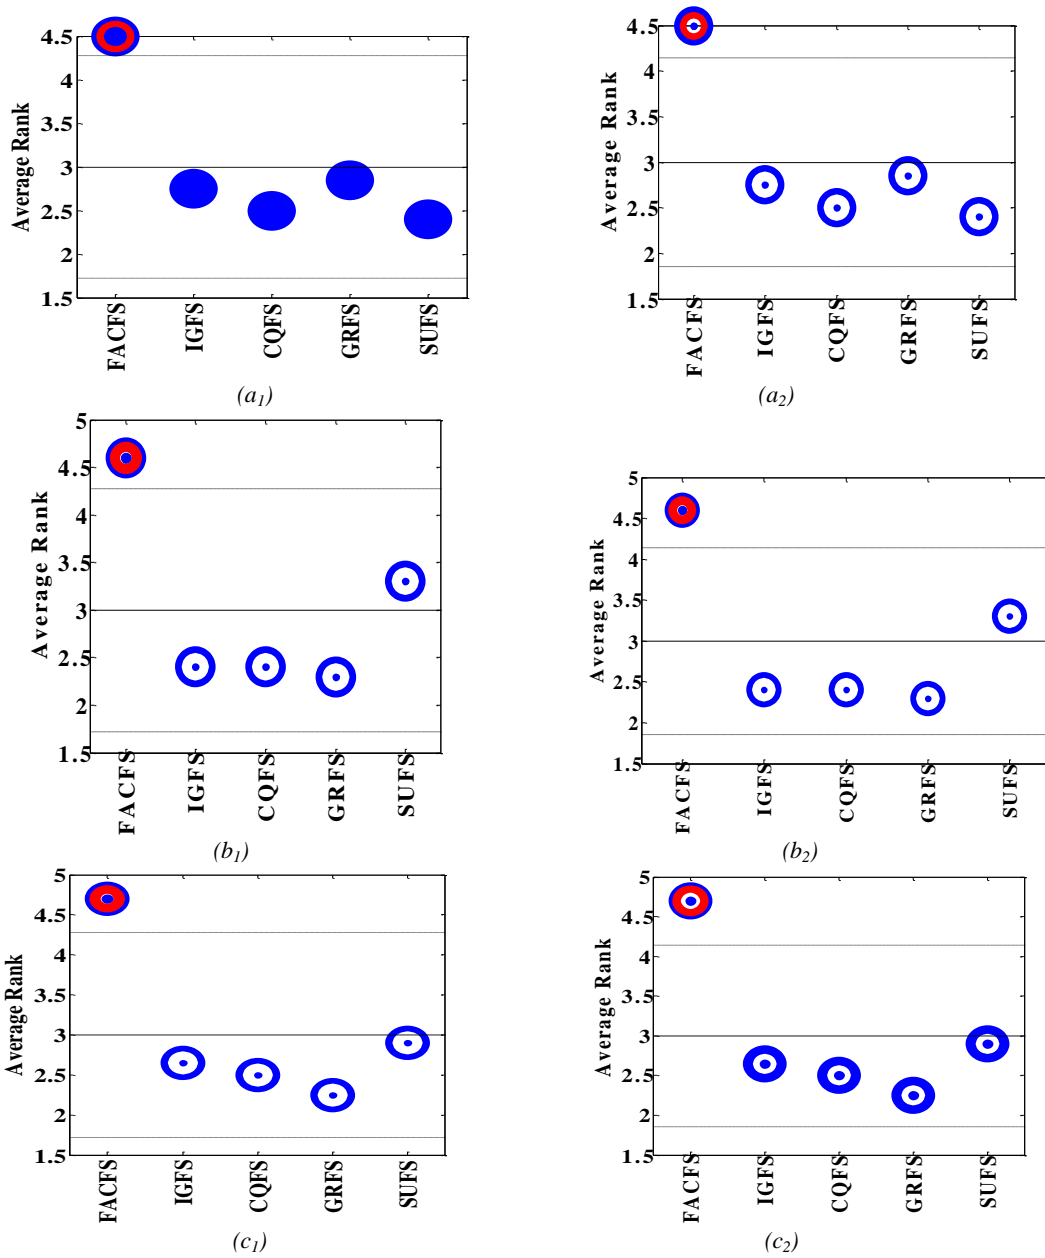 4.5
4
3.5
3
2.5
2
1.5
Average Rank
FACFS
IGFS
CQFS
GRFS
SUFS
(a1)
4.5
4
3.5
3
2.5
2
1.5
Average Rank
FACFS
IGFS
CQFS
GRFS
SUFS
(a2)
5
4.5
4
3.5
3
2.5
2
1.5
Average Rank
FACFS
IGFS
CQFS
GRFS
SUFS
(b1)
5
4.5
4
3.5
3
2.5
2
1.5
Average Rank
FACFS
IGFS
CQFS
GRFS
SUFS
(b2)
5
4.5
4
3.5
3
2.5
2
1.5
Average Rank
FACFS
IGFS
CQFS
GRFS
SUFS
(c1)
5
4.5
4
3.5
3
2.5
2
1.5
Average Rank
FACFS
IGFS
CQFS
GRFS
SUFS
(c2)